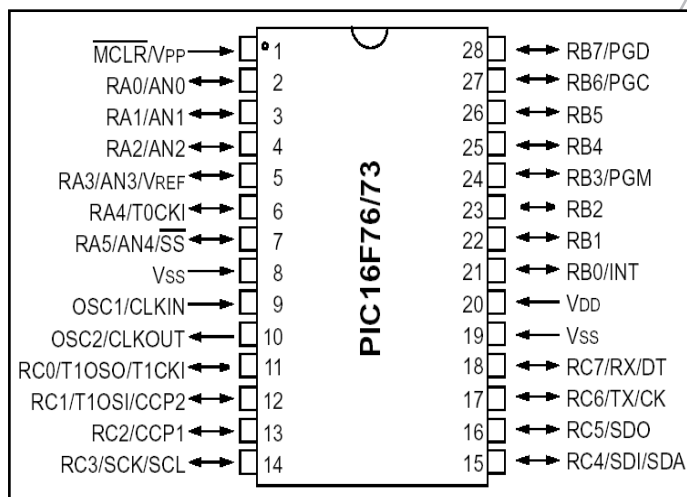 MCLR/VPP 1 28 RB7/PGD
RA0/AN0 2 27 RB6/PGC
RA1/AN1 3 26 RB5
RA2/AN2 4 25 RB4
RA3/AN3/VREF 5 24 RB3/PGM
RA4/T0CKI 6 23 RB2
RA5/AN4/SS 7 22 RB1
VSS 8 21 RB0/INT
OSC1/CLKIN 9 20 VDD
OSC2/CLKOUT 10 19 VSS
RC0/T1OSO/T1CKI 11 18 RC7/RX/DT
RC1/T1OSI/CCP2 12 17 RC6/TX/CK
RC2/CCP1 13 16 RC5/SDO
RC3/SCK/SCL 14 15 RC4/SDI/SDA
PIC16F76/73